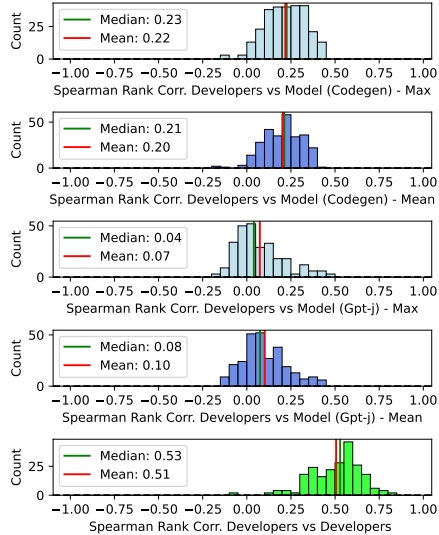 Count
40
20
0
Median: 0.23
Mean: 0.22
−1.00 −0.75 −0.50 −0.25 0.00 0.25 0.50 0.75 1.00
Spearman Rank Corr. Developers vs Model (Codegen) - Max
Count
50
0
Median: 0.21
Mean: 0.20
−1.00 −0.75 −0.50 −0.25 0.00 0.25 0.50 0.75 1.00
Spearman Rank Corr. Developers vs Model (Codegen) - Mean
Count
50
25
0
Median: 0.04
Mean: 0.07
−1.00 −0.75 −0.50 −0.25 0.00 0.25 0.50 0.75 1.00
Spearman Rank Corr. Developers vs Model (Gpt-j) - Max
Count
50
0
Median: 0.08
Mean: 0.10
−1.00 −0.75 −0.50 −0.25 0.00 0.25 0.50 0.75 1.00
Spearman Rank Corr. Developers vs Model (Gpt-j) - Mean
Count
25
0
Median: 0.53
Mean: 0.51
−1.00 −0.75 −0.50 −0.25 0.00 0.25 0.50 0.75 1.00
Spearman Rank Corr. Developers vs Developers